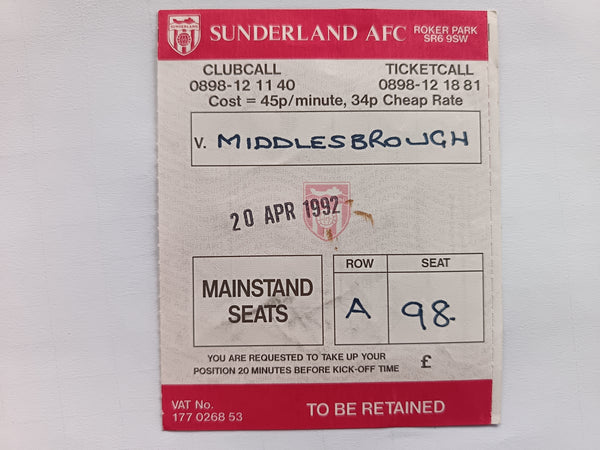 SUNDERLAND
SUNDERLAND AFC
ROKER PARK
SR6 9SW
CLUBCALL
0898-12 11 40
TICKETCALL
0898-12 18 81
Cost = 45p/minute, 34p Cheap Rate
V. MIDDLESBROUGH
20 APR 1992
MAINSTAND
SEATS
ROW
A
SEAT
98.
YOU ARE REQUESTED TO TAKE UP YOUR
POSITION 20 MINUTES BEFORE KICK-OFF TIME
£
VAT No.
177 0268 53
TO BE RETAINED